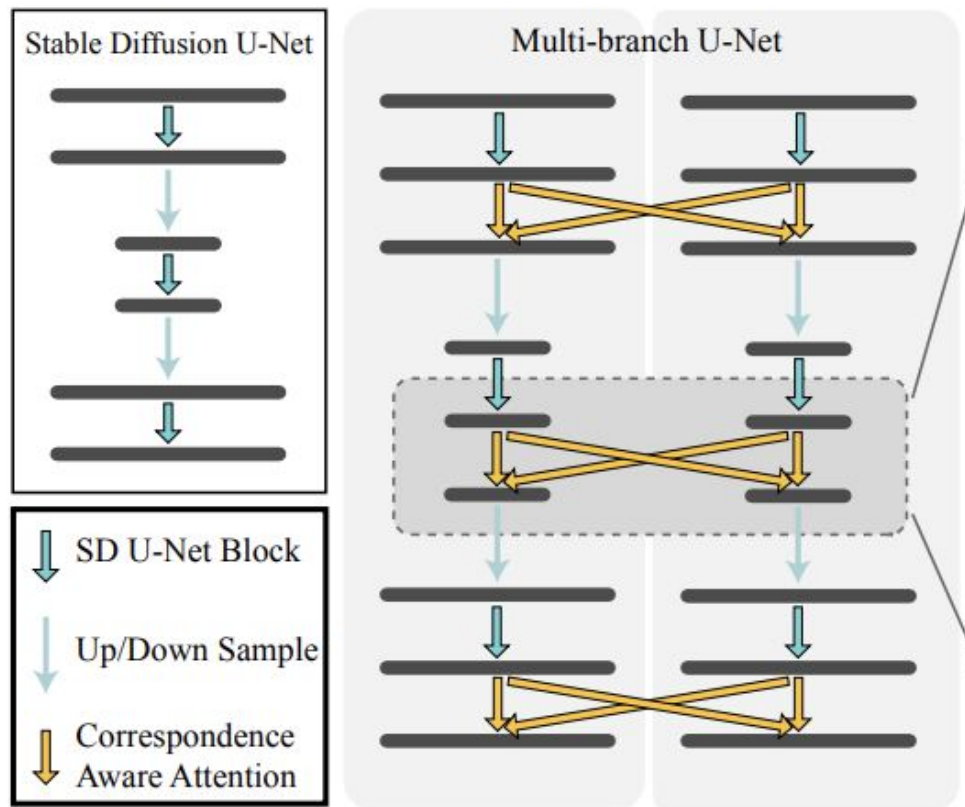 Stable Diffusion U-Net
Multi-branch U-Net
SD U-Net Block
Up/Down Sample
Correspondence
Aware Attention